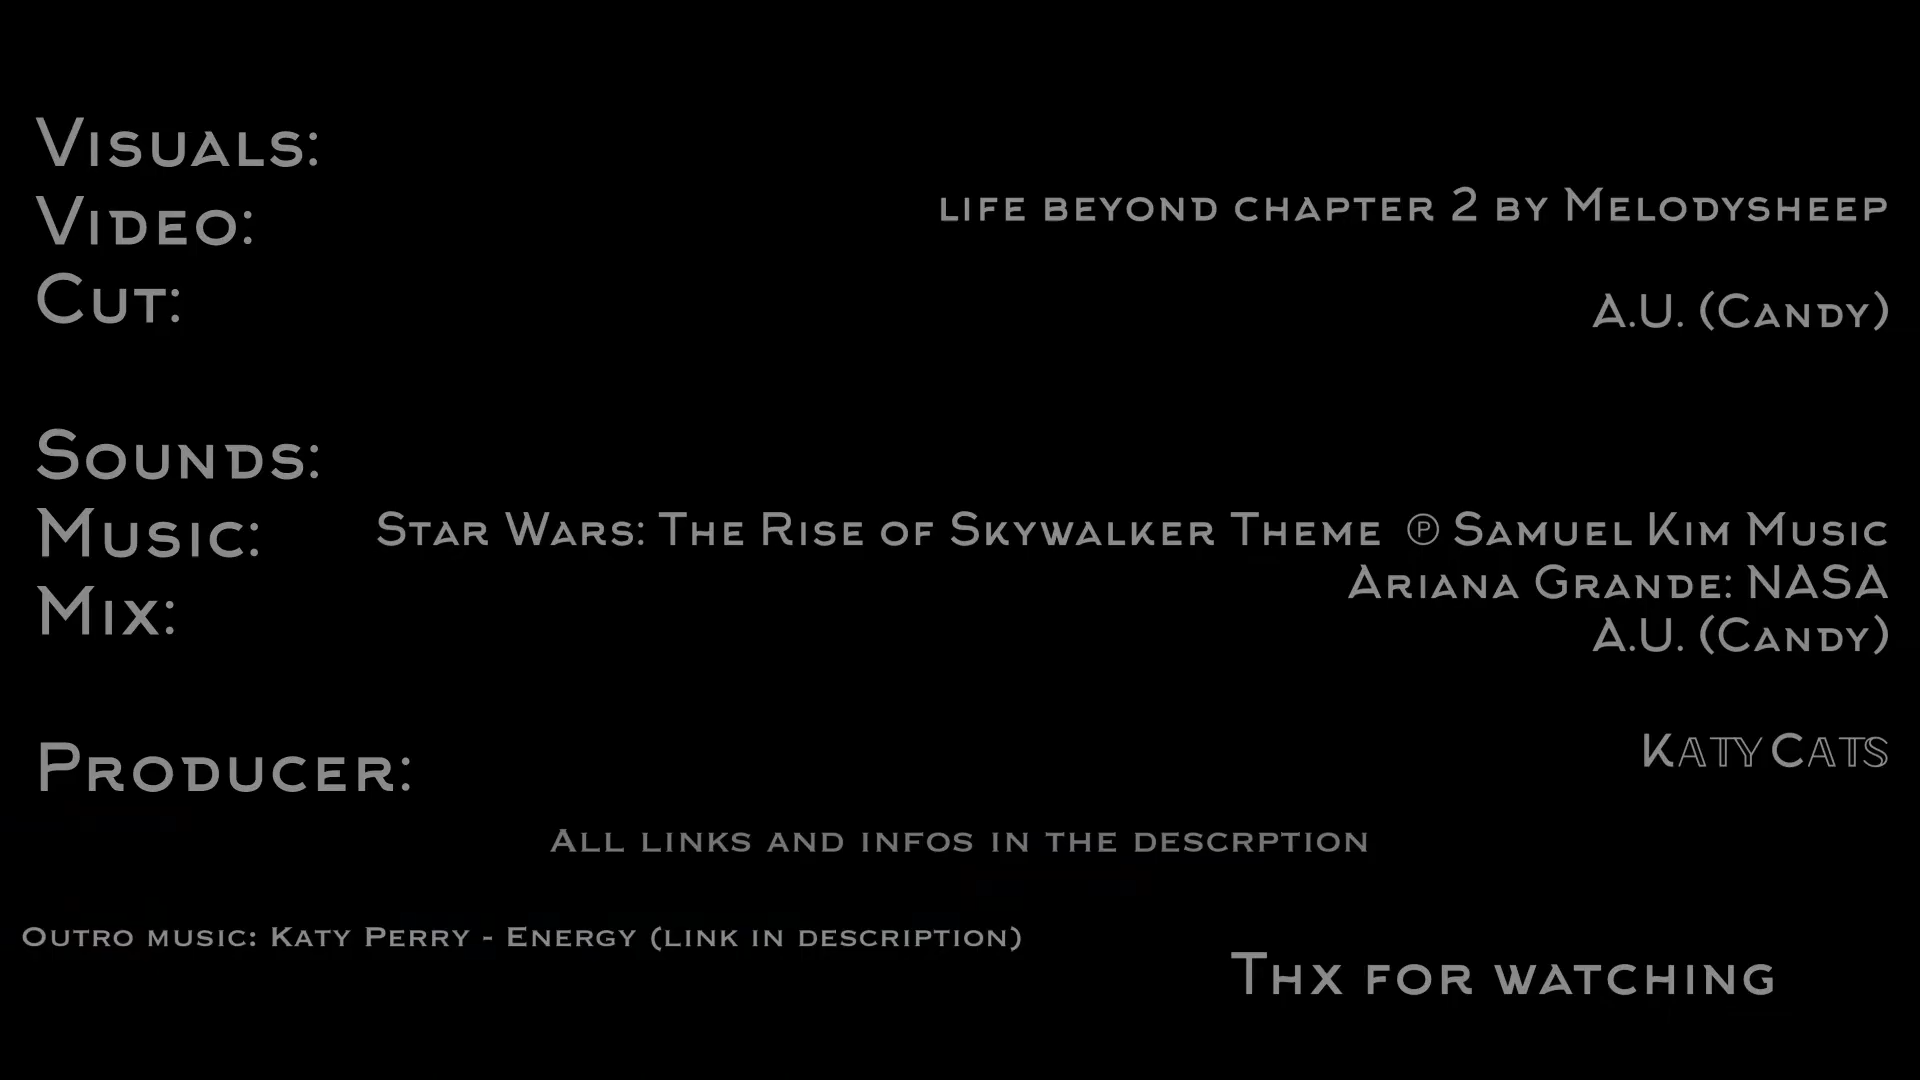 Visuals:
Video:
life beyond chapter 2 by Melodysheep
Cut:
A.U. (Candy)
Sounds:
Music:
Star Wars: The Rise of Skywalker Theme ℗ Samuel Kim Music
Ariana Grande: NASA
Mix:
A.U. (Candy)
Producer:
KatyCats
All links and infos in the descrption
Outro music: Katy Perry - Energy (link in description)
Thx for watching